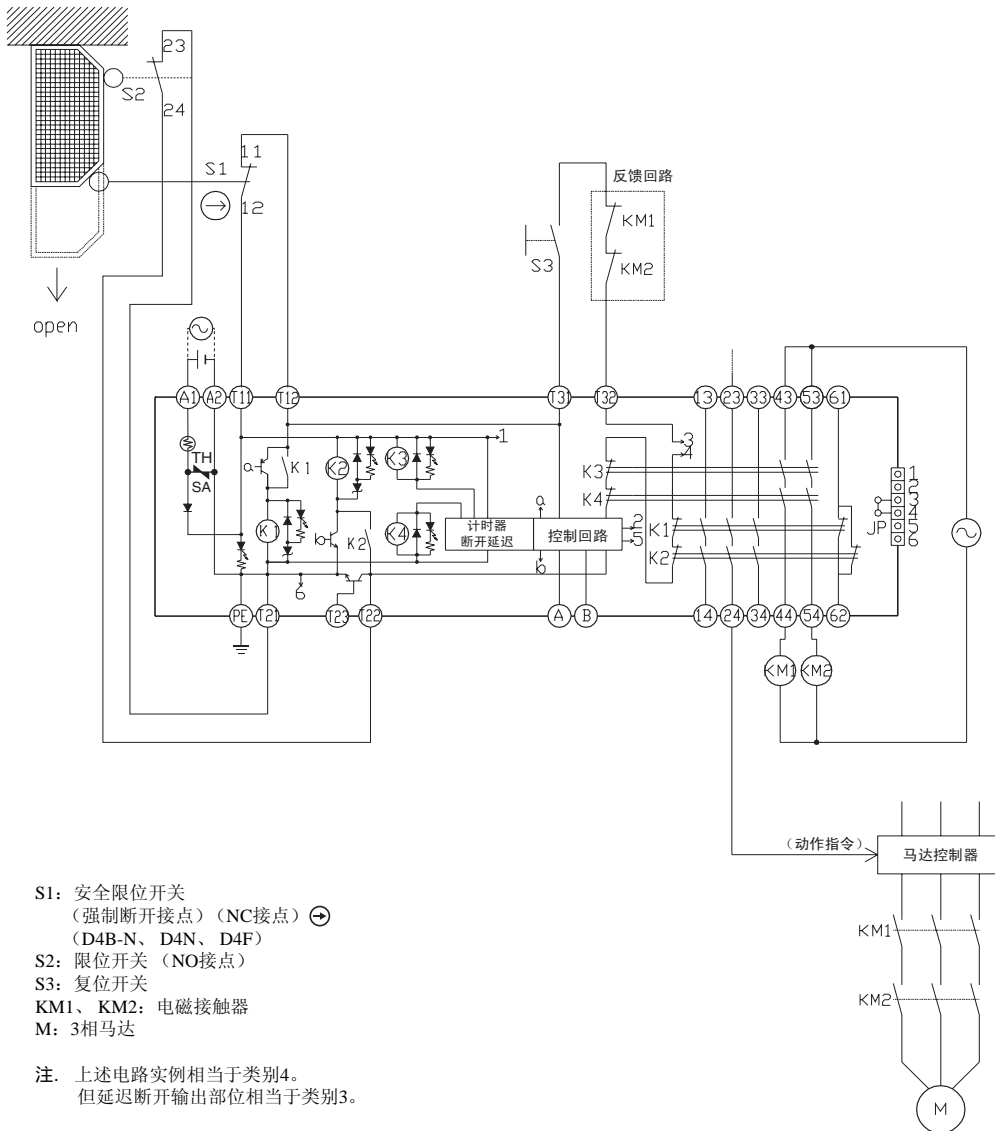 23
S2
24
11
S1
12
open
反馈回路
KM1
S3
KM2
A1 A2 T11 T12 T31 T32 13 23 33 43 53 61
TH
SA
a
K1
K2
K3
1
3
4
K3
K4
a
K1
b
K2
K4
计时器
断开延迟
控制回路
2
5
K1
K2
b
6
1
2
3
4
5
6
JP
PE T21 T23 T22 A B 14 24 34 44 54 62
KM1 KM2
(动作指令)
马达控制器
KM1
KM2
M
S1：安全限位开关
（强制断开接点）（NC接点）
（D4B-N、 D4N、 D4F）
S2：限位开关 （NO接点）
S3：复位开关
KM1、 KM2：电磁接触器
M：3相马达
注. 上述电路实例相当于类别4。
但延迟断开输出部位相当于类别3。